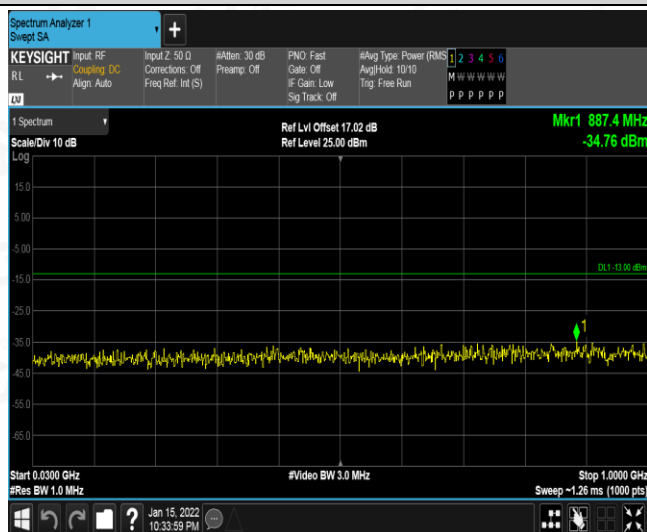 Spectrum Analyzer 1
Swept SA
+
KEYSIGHT
RL
LXI
Input: RF
Coupling: DC
Align: Auto
Input Z: 50 Ω
Corrections: Off
Freq Ref: Int (S)
#Atten: 30 dB
Preamp: Off
PNO: Fast
Gate: Off
IF Gain: Low
Sig Track: Off
#Avg Type: Power (RMS
Avg|Hold: 10/10
Trig: Free Run
1 2 3 4 5 6
M W W W W W
P P P P P P
1 Spectrum
Scale/Div 10 dB
Log
Ref Lvl Offset 17.02 dB
Ref Level 25.00 dBm
Mkr1 887.4 MHz
-34.76 dBm
15.0
5.00
-5.00
-15.0
-25.0
-35.0
-45.0
-55.0
-65.0
DL1 -13.00 dBm
1
Start 0.0300 GHz
#Res BW 1.0 MHz
#Video BW 3.0 MHz
Stop 1.0000 GHz
Sweep ~1.26 ms (1000 pts)
?
Jan 15, 2022
10:33:59 PM